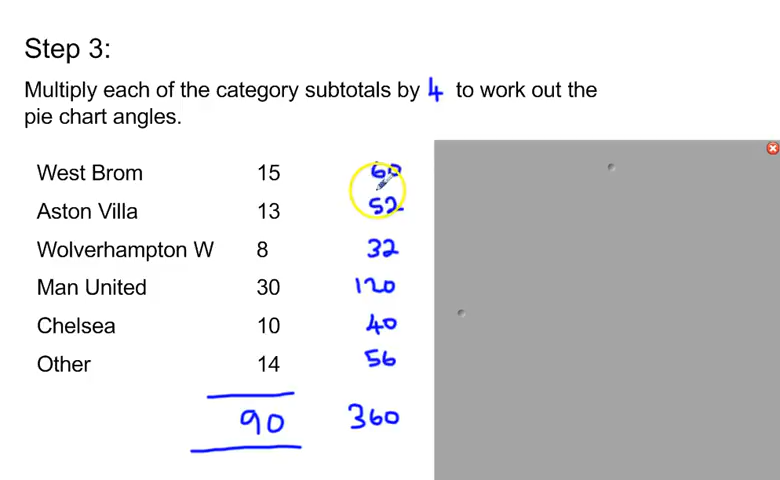 Step 3:
Multiply each of the category subtotals by 4 to work out the
pie chart angles.
West Brom 15 60
Aston Villa 13 52
Wolverhampton W 8 32
Man United 30 120
Chelsea 10 40
Other 14 56
90 360